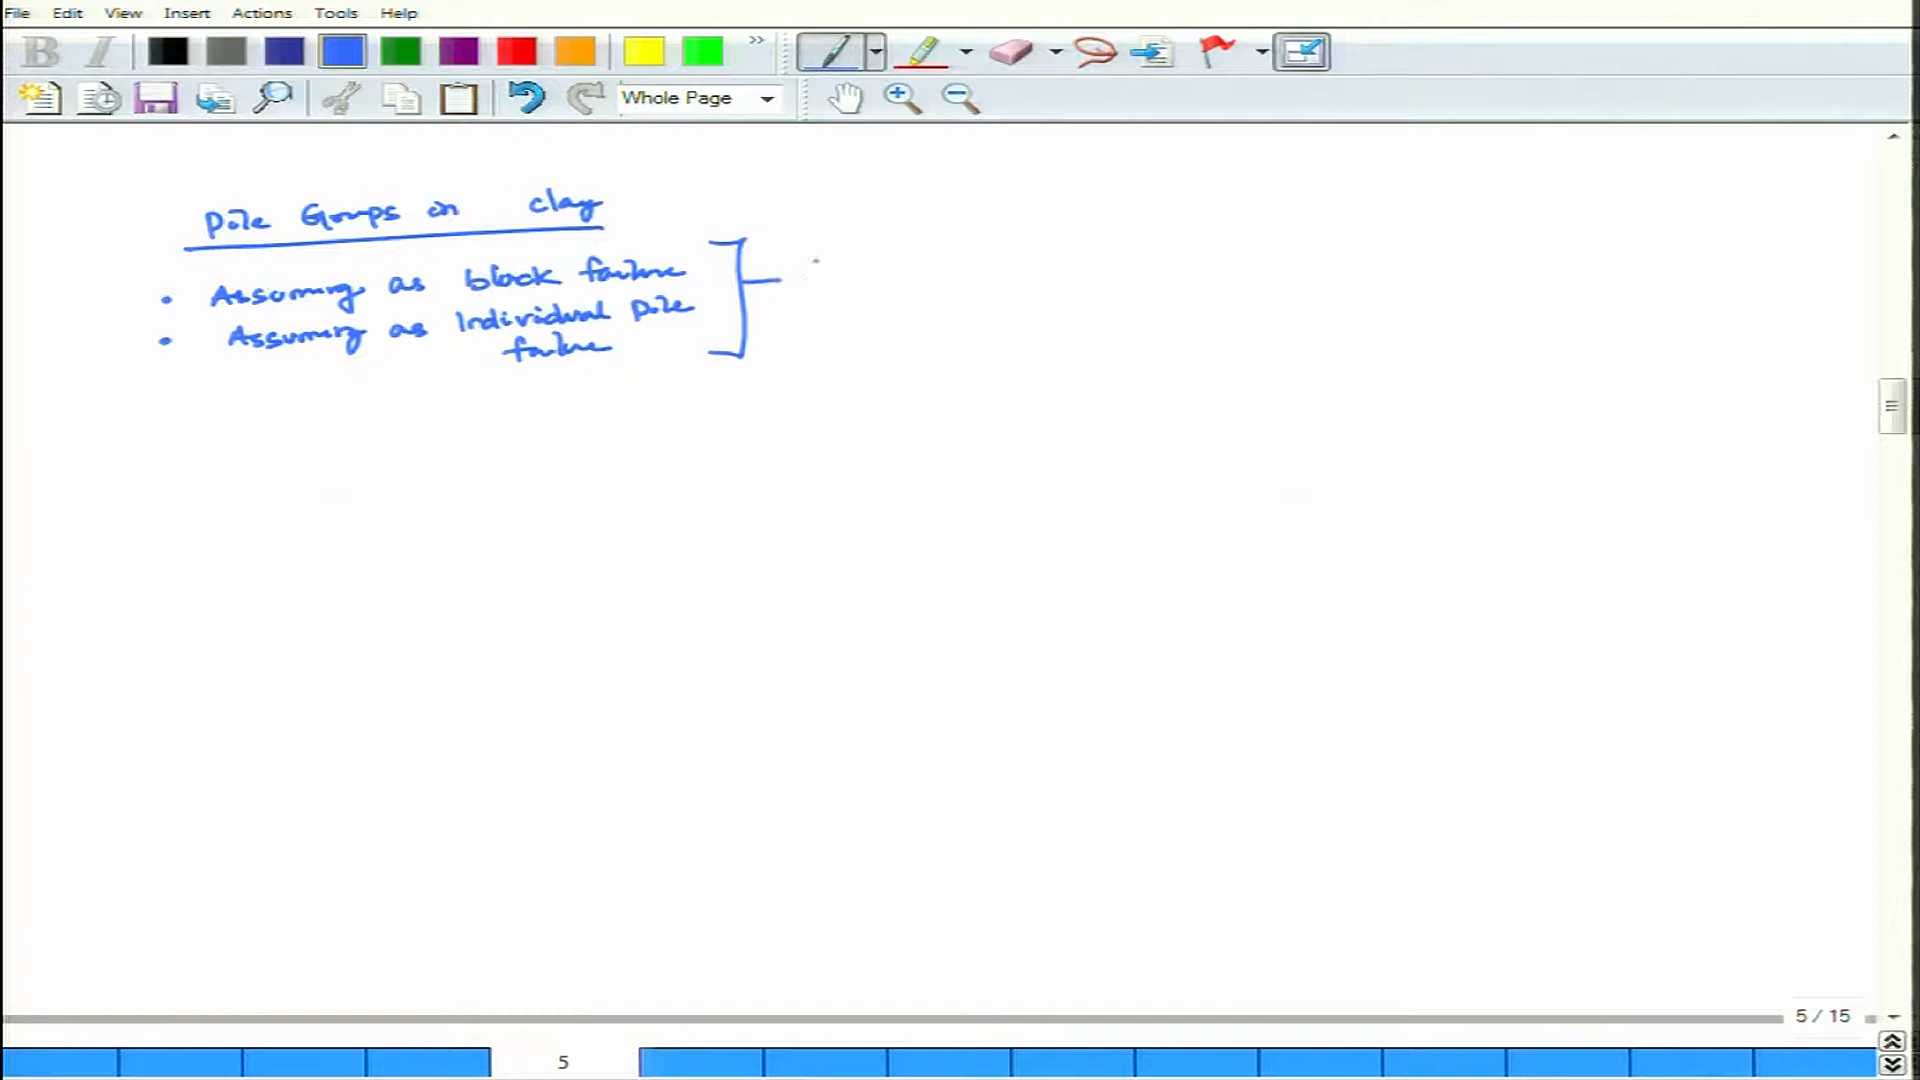 File Edit View Insert Actions Tools Help
B I
Whole Page
Pile Groups in clay
• Assuming as block failure
• Assuming as Individual Pile
failure
5 / 15
5